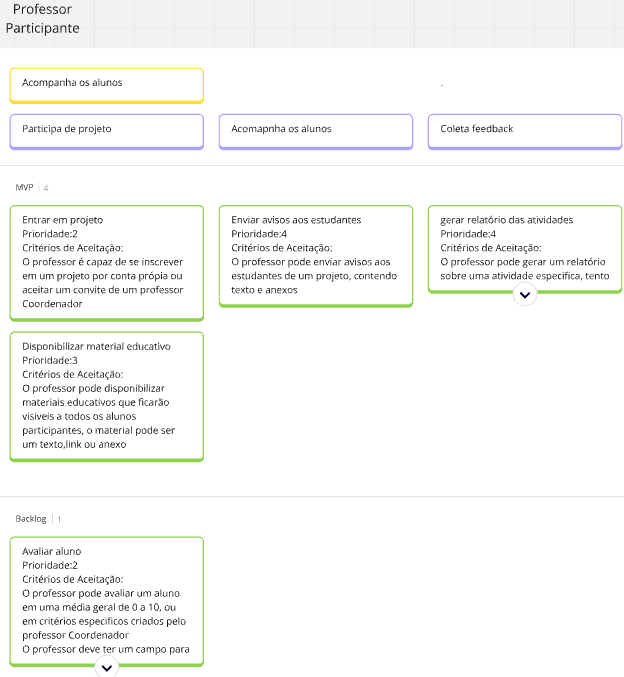 Professor
Participante
Acompanha os alunos
.
Participa de projeto
Acomapnha os alunos
Coleta feedback
MVP | 4
Entrar em projeto
Prioridade:2
Critérios de Aceitação:
O professor é capaz de se inscrever
em um projeto por conta própia ou
aceitar um convite de um professor
Coordenador
Enviar avisos aos estudantes
Prioridade:4
Critérios de Aceitação:
O professor pode enviar avisos aos
estudantes de um projeto, contendo
texto e anexos
gerar relatório das atividades
Prioridade:4
Critérios de Aceitação:
O professor pode gerar um relatório
sobre uma atividade especifica, tento
Disponibilizar material educativo
Prioridade:3
Critérios de Aceitação:
O professor pode disponibilizar
materiais educativos que ficarão
visiveis a todos os alunos
participantes, o material pode ser
um texto,link ou anexo
Backlog | 1
Avaliar aluno
Prioridade:2
Critérios de Aceitação:
O professor pode avaliar um aluno
em uma média geral de 0 a 10, ou
em critérios especificos criados pelo
professor Coordenador
O professor deve ter um campo para